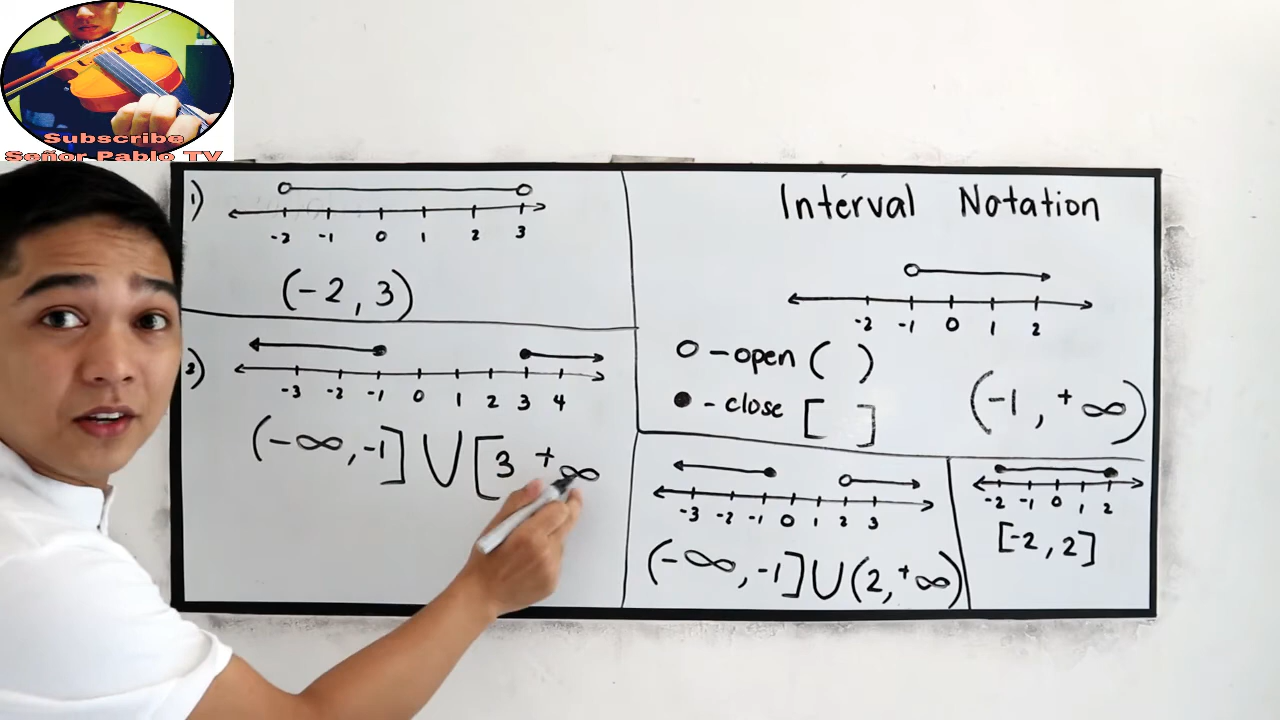 Subscribe
Señor Pablo TV
1)
-2 -1 0 1 2 3
(-2, 3)
2)
-3 -2 -1 0 1 2 3 4
(-∞, -1] ∪ [3 +∞
Interval Notation
-2 -1 0 1 2
○ - open ( )
● - close [ ]
(-1, +∞)
-3 -2 -1 0 1 2 3
(-∞, -1] ∪ (2, +∞)
-2 -1 0 1 2
[-2, 2]